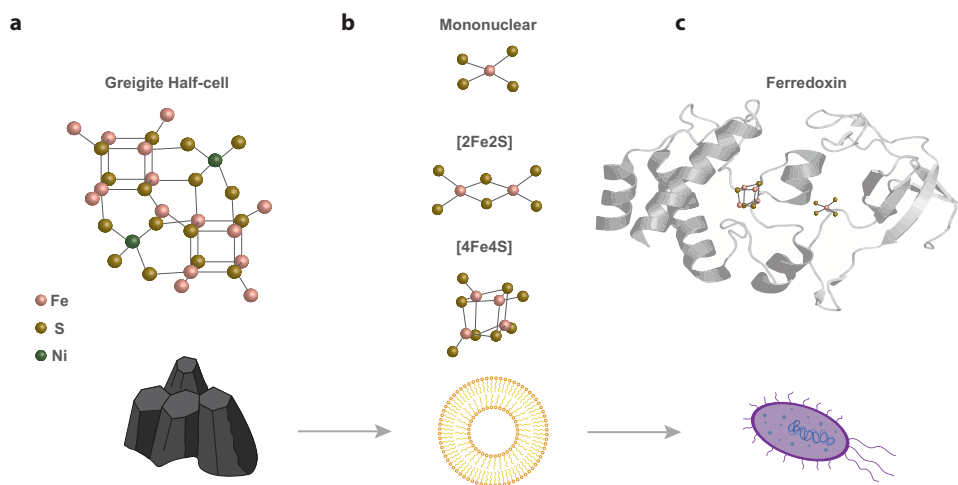 a
Greigite Half-cell
Fe
S
Ni
b
Mononuclear
[2Fe2S]
[4Fe4S]
c
Ferredoxin